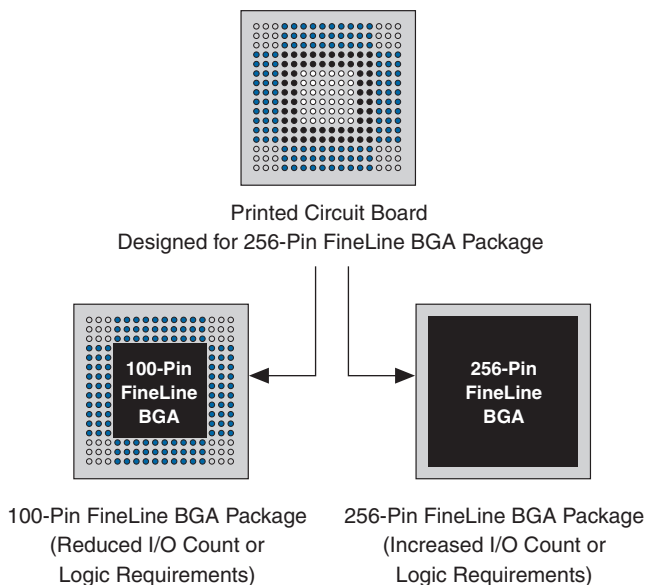 Printed Circuit Board
Designed for 256-Pin FineLine BGA Package
100-Pin
FineLine
BGA
256-Pin
FineLine
BGA
100-Pin FineLine BGA Package
(Reduced I/O Count or
Logic Requirements)
256-Pin FineLine BGA Package
(Increased I/O Count or
Logic Requirements)